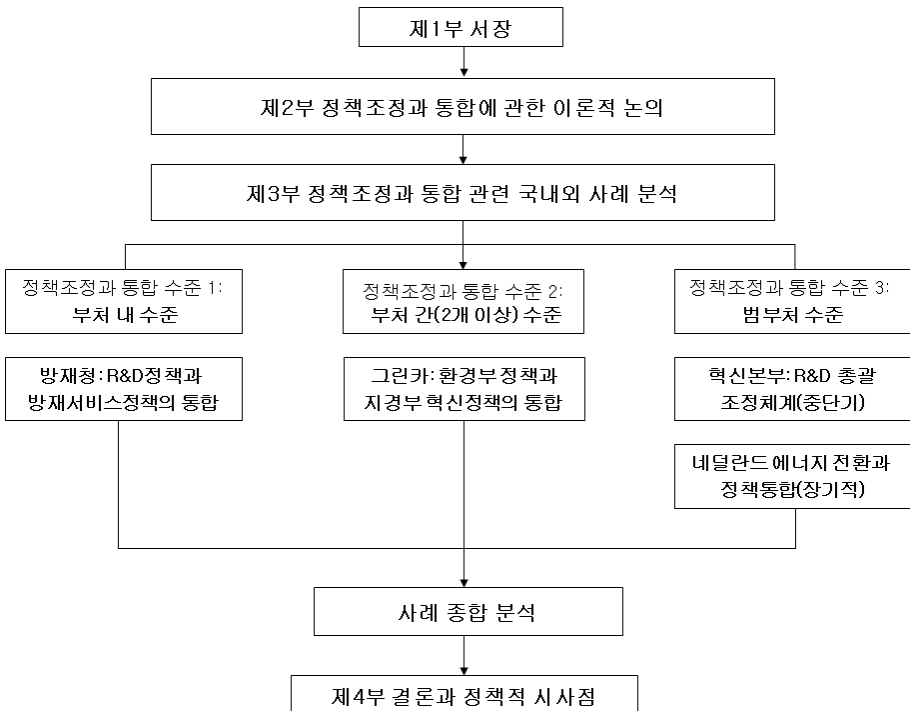 제1부 서장
제2부 정책조정과 통합에 관한 이론적 논의
제3부 정책조정과 통합 관련 국내외 사례 분석
정책조정과 통합 수준 1:
부처 내 수준
정책조정과 통합 수준 2:
부처 간(2개 이상) 수준
정책조정과 통합 수준 3:
범부처 수준
방재청:R&D정책과
방재서비스정책의 통합
그린카:환경부 정책과
지경부 혁신정책의 통합
혁신본부:R&D 총괄
조정체계(중단기)
네덜란드 에너지 전환과
정책통합(장기적)
사례 종합 분석
제4부 결론과 정책적 시사점